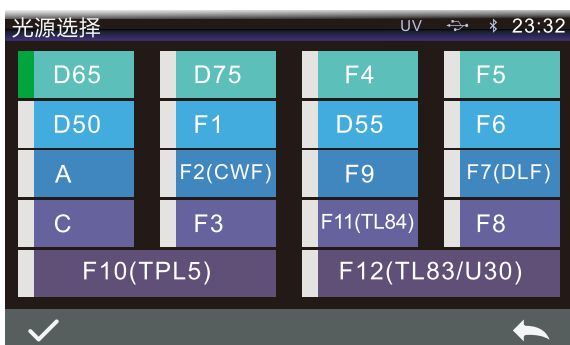 光源选择 UV 23:32
D65 D75 F4 F5
D50 F1 D55 F6
A F2(CWF) F9 F7(DLF)
C F3 F11(TL84) F8
F10(TPL5) F12(TL83/U30)